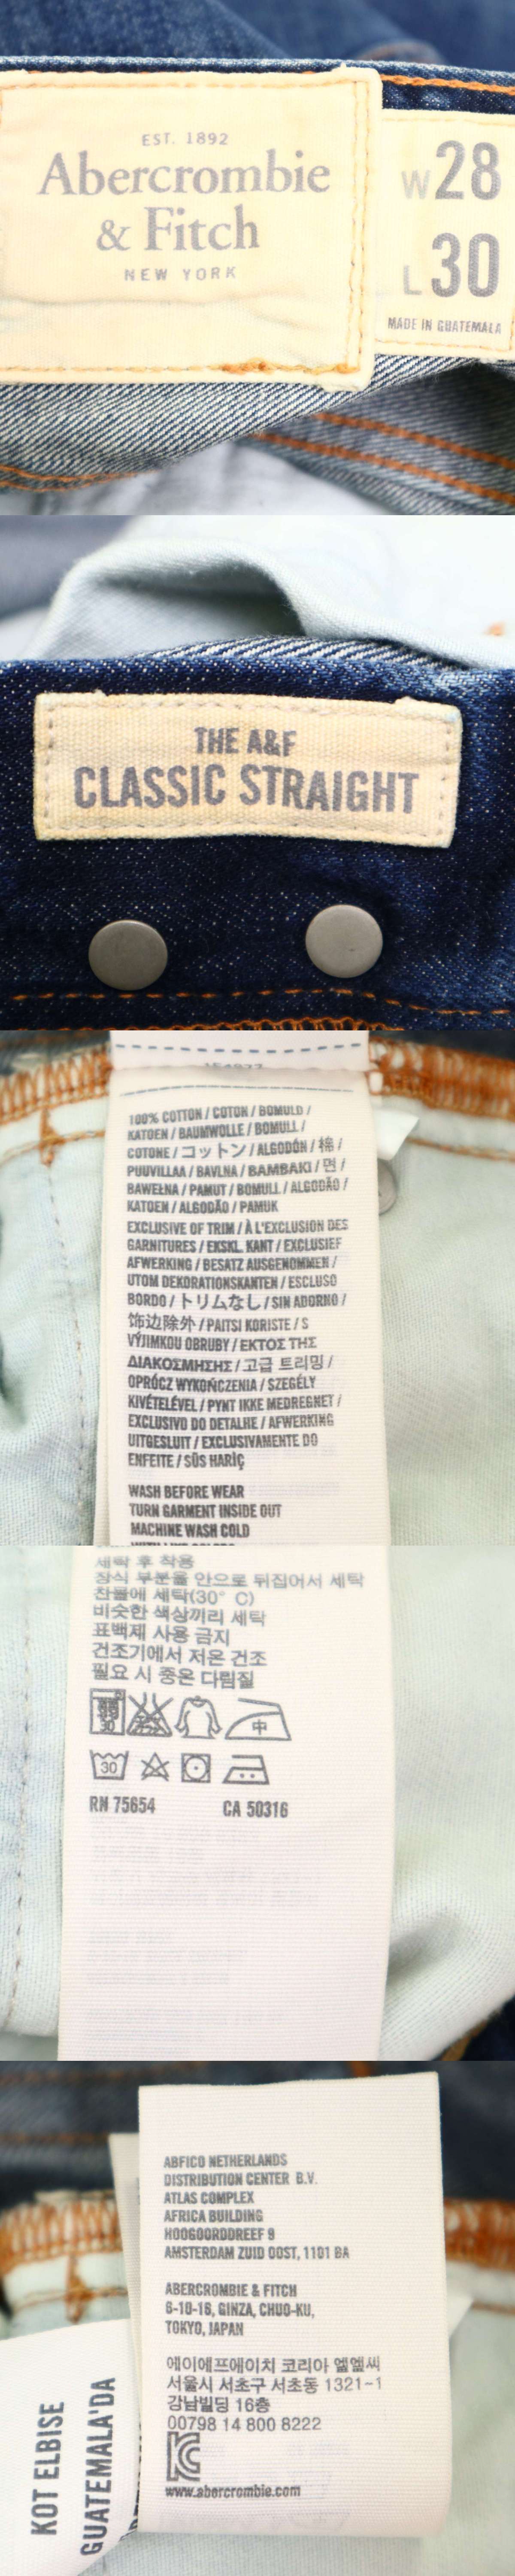 EST. 1892
Abercrombie
& Fitch
NEW YORK
W28
L30
MADE IN GUATEMALA
THE A&F
CLASSIC STRAIGHT
100% COTTON / COTON / BOMULD /
KATOEN / BAUMWOLLE / BOMULL /
COTONE / コットン / ALGODÓN / 棉 /
PUUVILLAA / BAVLNA / ΒΑΜΒΑΚΙ / 면 /
BAWEŁNA / PAMUT / BOMULL / ALGODÃO /
KATOEN / ALGODÃO / PAMUK
EXCLUSIVE OF TRIM / À L'EXCLUSION DES
GARNITURES / EKSKL. KANT / EXCLUSIEF
AFWERKING / BESATZ AUSGENOMMEN /
UTOM DEKORATIONSKANTEN / ESCLUSO
BORDO / トリムなし / SIN ADORNO /
饰边除外 / PAITSI KORISTE / S
VÝJIMKOU OBRUBY / ΕΚΤΟΣ ΤΗΣ
ΔΙΑΚΟΣΜΗΣΗΣ / 고급 트리밍 /
OPRÓCZ WYKOŃCZENIA / SZEGÉLY
KIVÉTELÉVEL / PYNT IKKE MEDREGNET /
EXCLUSIVO DO DETALHE / AFWERKING
UITGESLUIT / EXCLUSIVAMENTE DO
ENFEITE / SÜS HARİÇ
WASH BEFORE WEAR
TURN GARMENT INSIDE OUT
MACHINE WASH COLD
세탁 후 착용
장식 부분을 안으로 뒤집어서 세탁
찬물에 세탁(30° C)
비슷한 색상끼리 세탁
표백제 사용 금지
건조기에서 저온 건조
필요 시 중온 다림질
30 中
30
RN 75654 CA 50316
ABFICO NETHERLANDS
DISTRIBUTION CENTER B.V.
ATLAS COMPLEX
AFRICA BUILDING
HOOGOORDDREEF 9
AMSTERDAM ZUID OOST, 1101 BA
ABERCROMBIE & FITCH
6-10-16, GINZA, CHUO-KU,
TOKYO, JAPAN
에이에프에이치 코리아 엘엘씨
서울시 서초구 서초동 1321-1
강남빌딩 16층
00798 14 800 8222
www.abercrombie.com
KOT ELBISE
GUATEMALA'DA